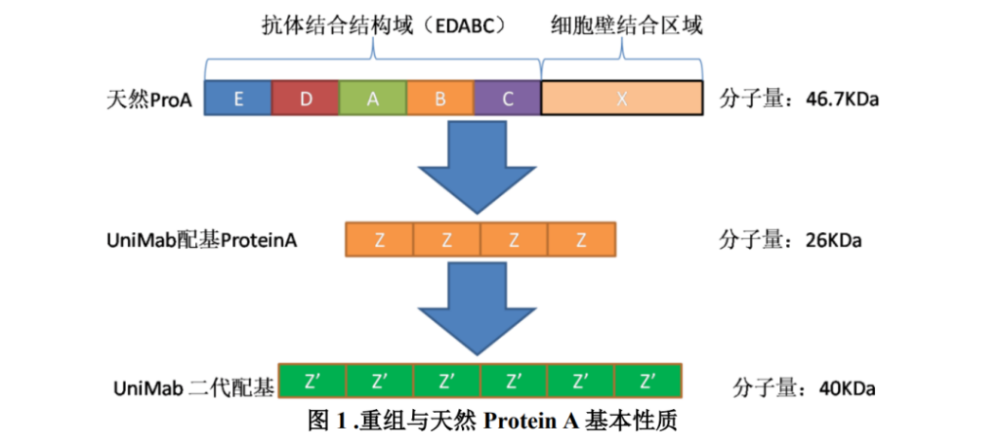 抗体结合结构域（EDABC） 细胞壁结合区域
天然ProA E D A B C X 分子量：46.7KDa
UniMab配基ProteinA Z Z Z Z 分子量：26KDa
UniMab 二代配基 Z’ Z’ Z’ Z’ Z’ Z’ 分子量：40KDa
图 1 .重组与天然 Protein A 基本性质